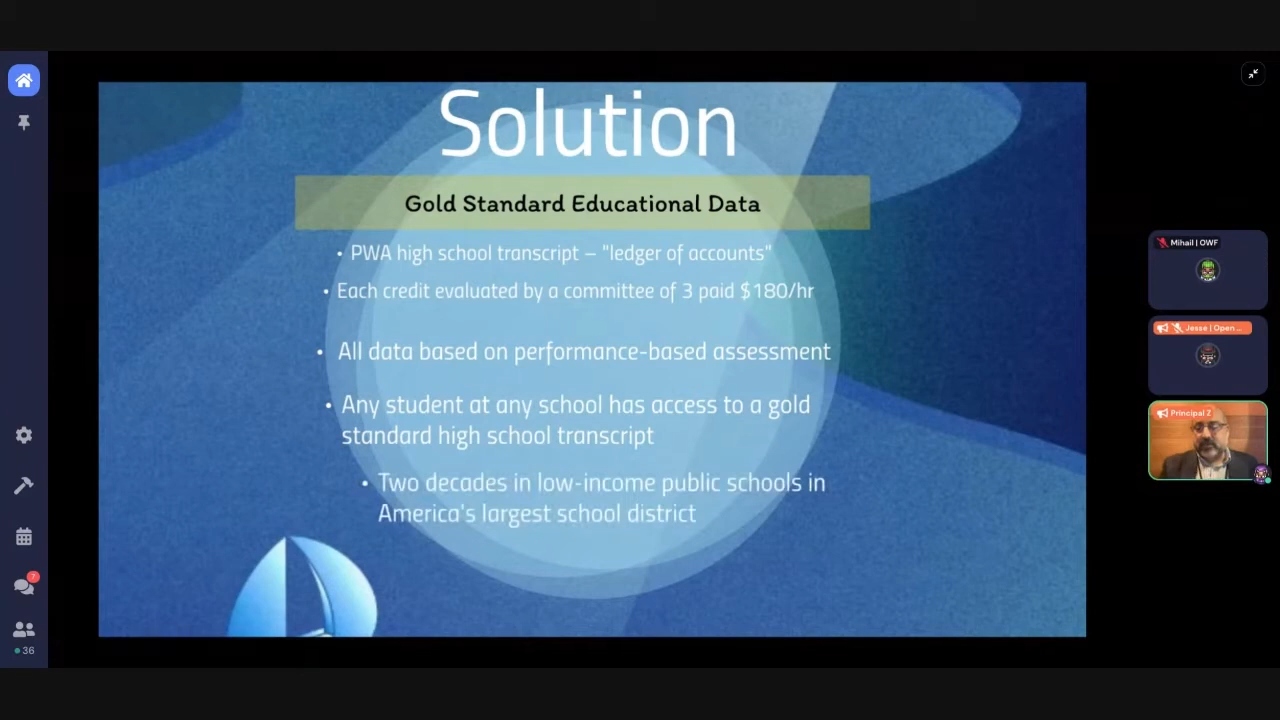 Solution
Gold Standard Educational Data
• PWA high school transcript – "ledger of accounts"
• Each credit evaluated by a committee of 3 paid $180/hr
• All data based on performance-based assessment
• Any student at any school has access to a gold
standard high school transcript
• Two decades in low-income public schools in
America's largest school district
Mihail | OWF
Jesse | Open ...
Principal Z
7
36